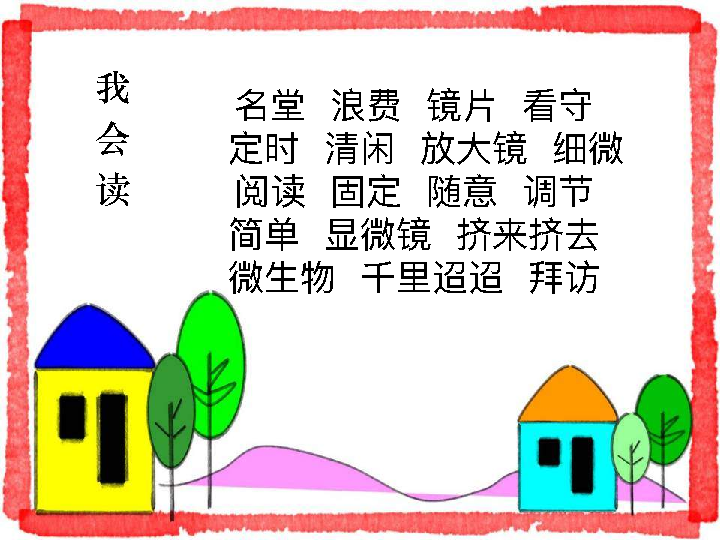 我会读
名堂 浪费 镜片 看守
定时 清闲 放大镜 细微
阅读 固定 随意 调节
简单 显微镜 挤来挤去
微生物 千里迢迢 拜访